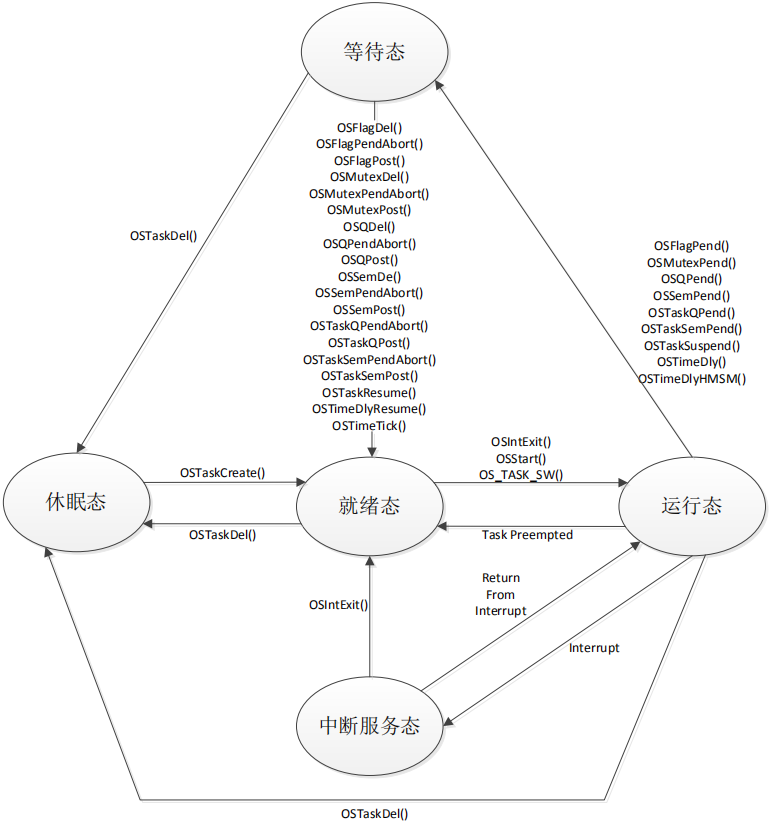 等待态
OSFlagDel()
OSFlagPendAbort()
OSFlagPost()
OSMutexDel()
OSMutexPendAbort()
OSMutexPost()
OSQDel()
OSQPendAbort()
OSQPost()
OSSemDe()
OSSemPendAbort()
OSSemPost()
OSTaskQPendAbort()
OSTaskQPost()
OSTaskSemPendAbort()
OSTaskSemPost()
OSTaskResume()
OSTimeDlyResume()
OSTimeTick()
OSTaskDel()
OSFlagPend()
OSMutexPend()
OSQPend()
OSSemPend()
OSTaskQPend()
OSTaskSemPend()
OSTaskSuspend()
OSTimeDly()
OSTimeDlyHMSM()
休眠态
OSTaskCreate()
OSTaskDel()
就绪态
OSIntExit()
OSStart()
OS_TASK_SW()
Task Preempted
运行态
OSIntExit()
Return
From
Interrupt
Interrupt
中断服务态
OSTaskDel()